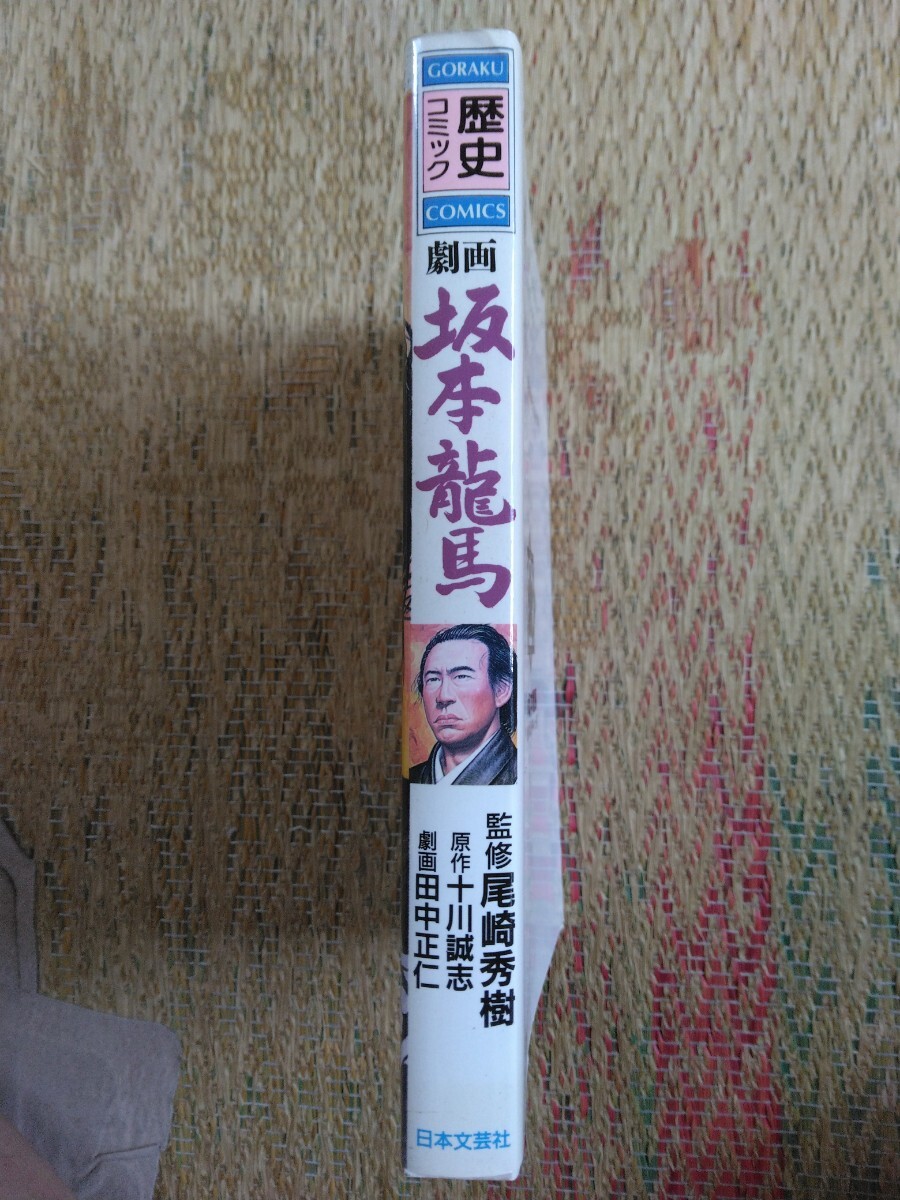 GORAKU
歴史
コミック
COMICS
劇画
坂本龍馬
監修 尾崎秀樹
原作 十川誠志
劇画 田中正仁
日本文芸社